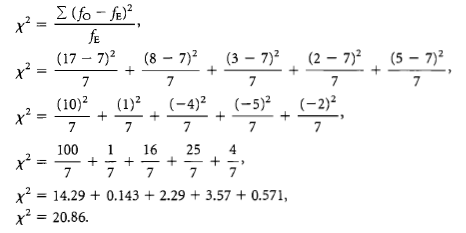 χ² = Σ (fO − fE)² / fE,
χ² = (17 − 7)² / 7 + (8 − 7)² / 7 + (3 − 7)² / 7 + (2 − 7)² / 7 + (5 − 7)² / 7,
χ² = (10)² / 7 + (1)² / 7 + (−4)² / 7 + (−5)² / 7 + (−2)² / 7,
χ² = 100 / 7 + 1 / 7 + 16 / 7 + 25 / 7 + 4 / 7,
χ² = 14.29 + 0.143 + 2.29 + 3.57 + 0.571,
χ² = 20.86.